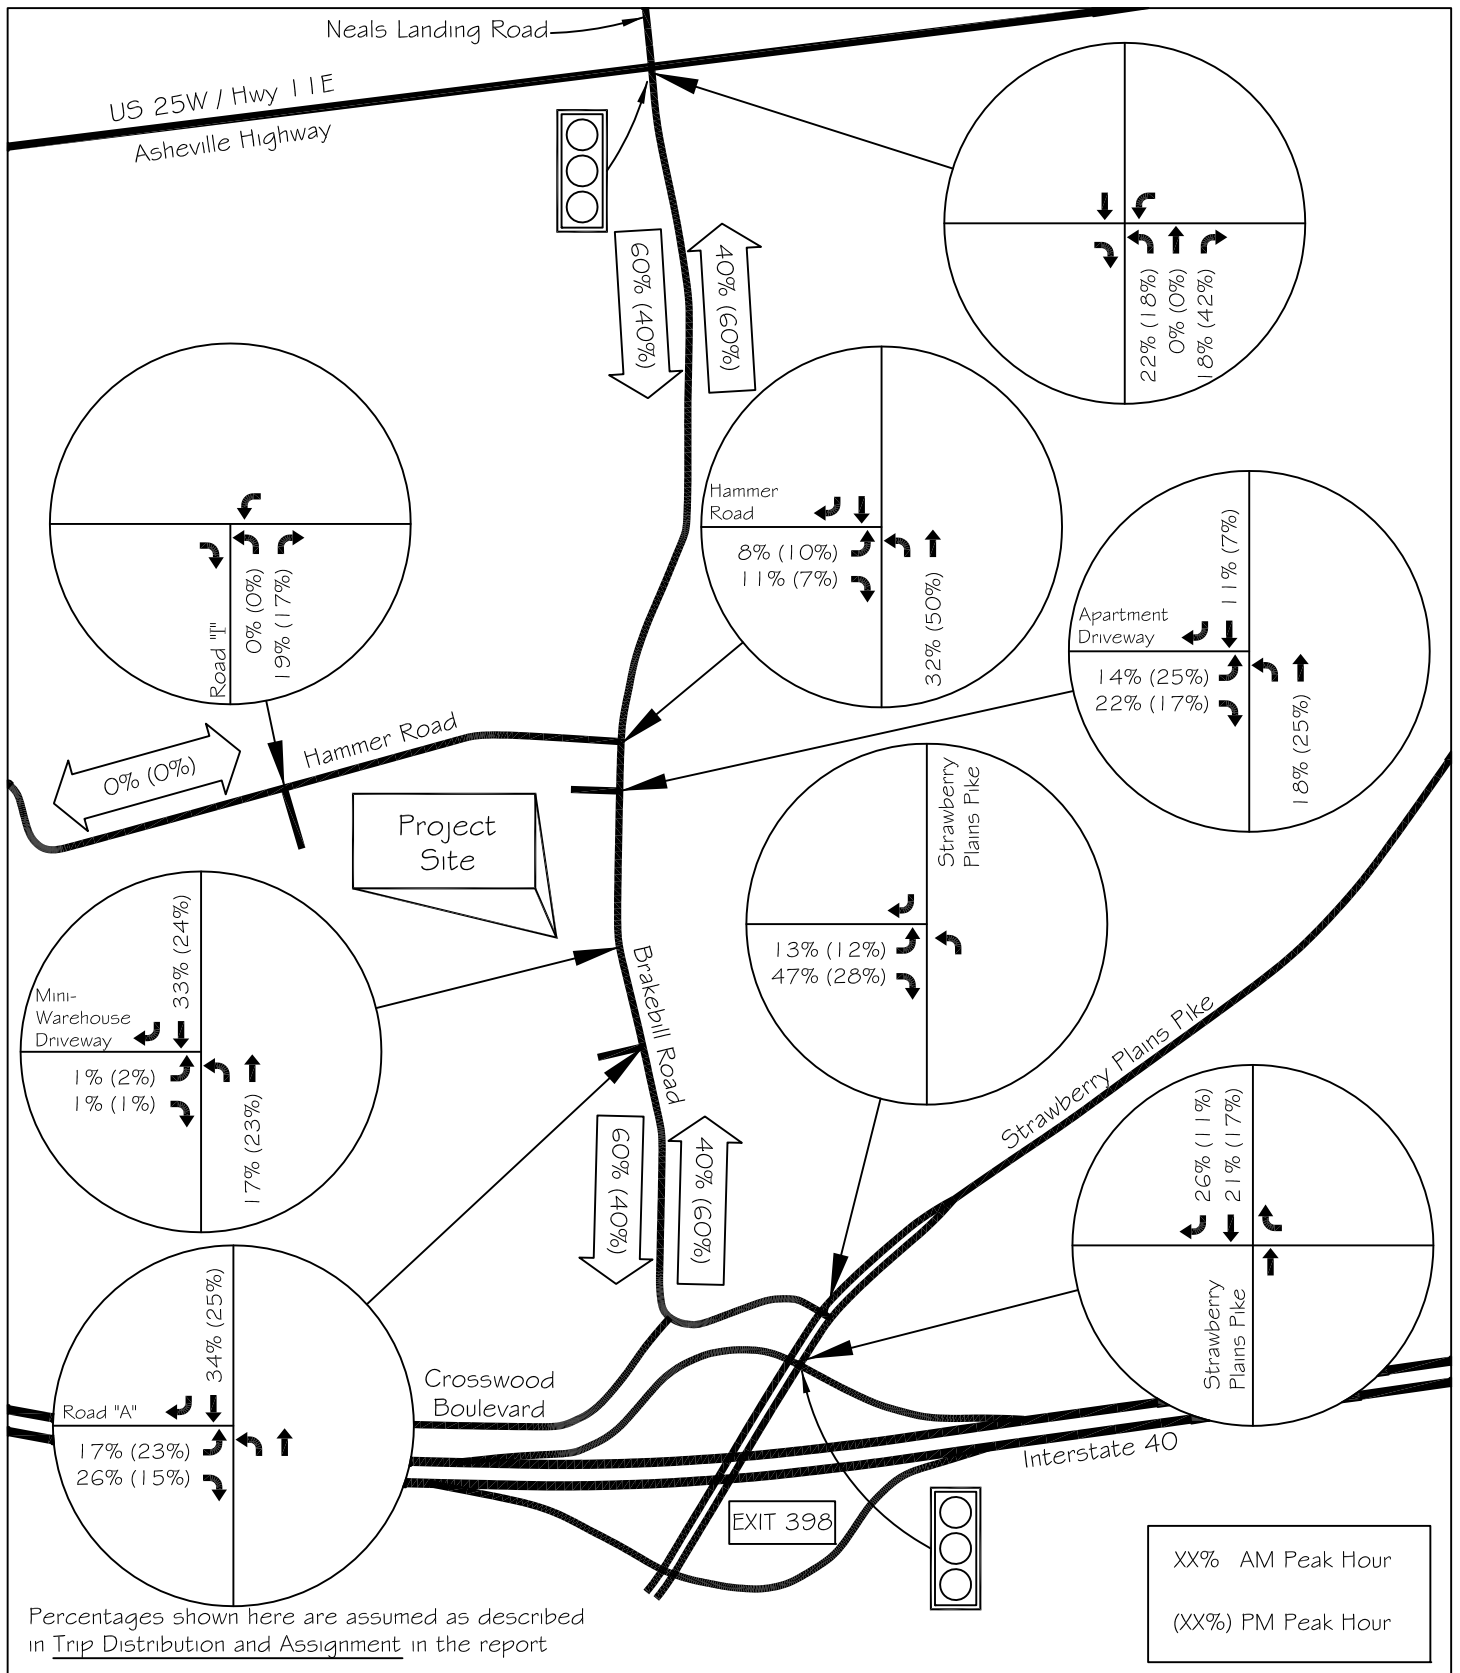 Neals Landing Road
US 25W / Hwy 11E
Asheville Highway
60% (40%)
40% (60%)
22% (18%)
0% (0%)
18% (42%)
Road "I"
0% (0%)
19% (17%)
Hammer
Road
8% (10%)
11% (7%)
32% (50%)
Apartment
Driveway
11% (7%)
14% (25%)
22% (17%)
18% (25%)
0% (0%)
Hammer Road
Project
Site
Strawberry
Plains Pike
13% (12%)
47% (28%)
Mini-
Warehouse
Driveway
33% (24%)
1% (2%)
1% (1%)
17% (23%)
Brakebill Road
Strawberry Plains Pike
60% (40%)
40% (60%)
26% (11%)
21% (17%)
Strawberry
Plains Pike
Road "A"
34% (25%)
17% (23%)
26% (15%)
Crosswood
Boulevard
Interstate 40
EXIT 398
XX% AM Peak Hour
(XX%) PM Peak Hour
Percentages shown here are assumed as described
in Trip Distribution and Assignment in the report